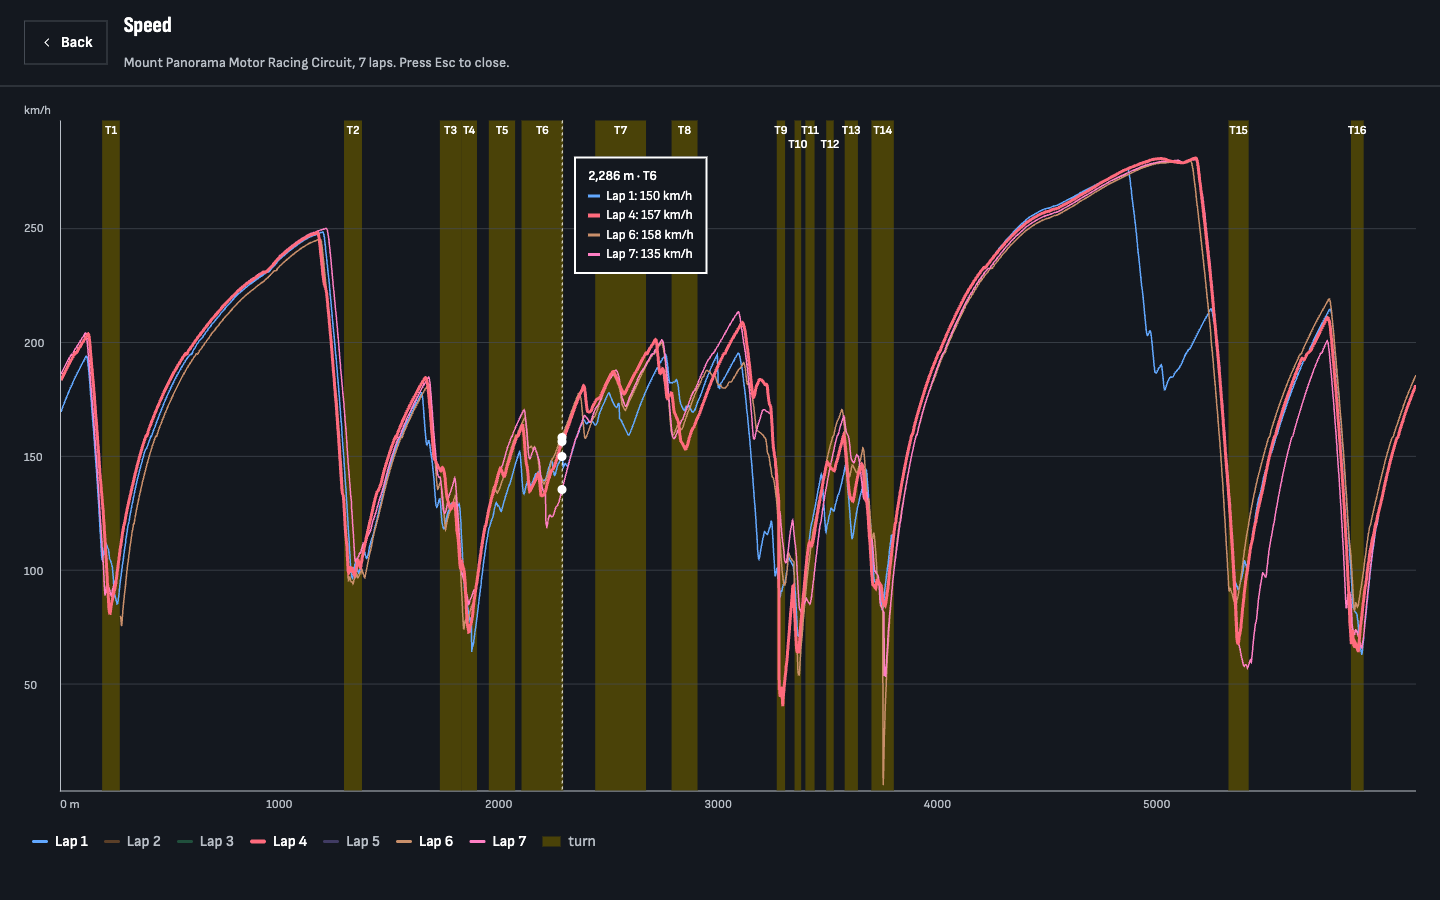 Back
Speed
Mount Panorama Motor Racing Circuit, 7 laps. Press Esc to close.
km/h
T1 T2 T3 T4 T5 T6 T7 T8 T9 T10 T11 T12 T13 T14 T15 T16
2,286 m · T6
Lap 1: 150 km/h
Lap 4: 157 km/h
Lap 6: 158 km/h
Lap 7: 135 km/h
250
200
150
100
50
0 m 1000 2000 3000 4000 5000
Lap 1 Lap 2 Lap 3 Lap 4 Lap 5 Lap 6 Lap 7 turn